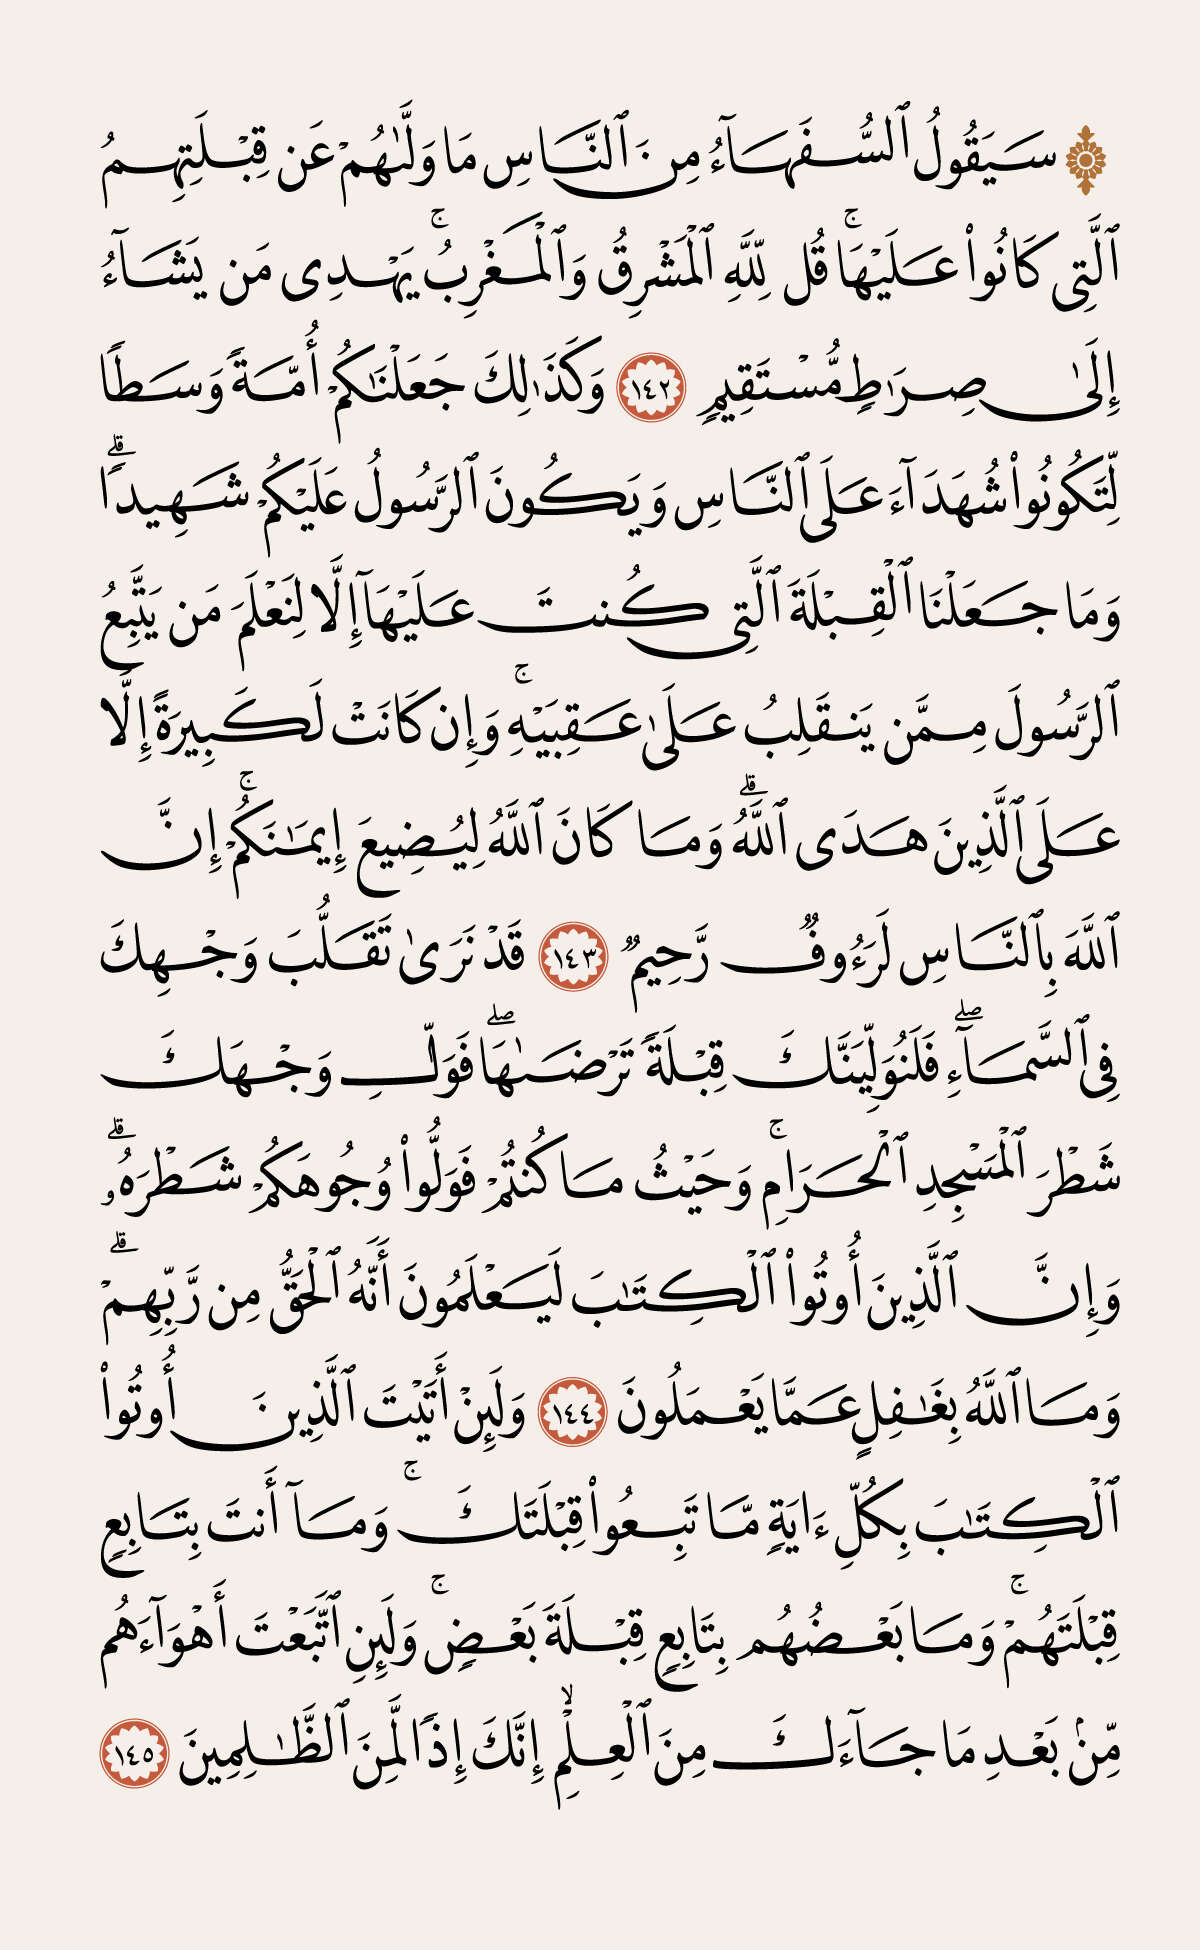 ۞ سَيَقُولُ ٱلسُّفَهَآءُ مِنَ ٱلنَّاسِ مَا وَلَّىٰهُمْ عَن قِبْلَتِهِمُ
ٱلَّتِى كَانُوا۟ عَلَيْهَا ۚ قُل لِّلَّهِ ٱلْمَشْرِقُ وَٱلْمَغْرِبُ ۚ يَهْدِى مَن يَشَآءُ
إِلَىٰ صِرَٰطٍ مُّسْتَقِيمٍ ١٤٢ وَكَذَٰلِكَ جَعَلْنَٰكُمْ أُمَّةً وَسَطًا
لِّتَكُونُوا۟ شُهَدَآءَ عَلَى ٱلنَّاسِ وَيَكُونَ ٱلرَّسُولُ عَلَيْكُمْ شَهِيدًا ۗ
وَمَا جَعَلْنَا ٱلْقِبْلَةَ ٱلَّتِى كُنتَ عَلَيْهَآ إِلَّا لِنَعْلَمَ مَن يَتَّبِعُ
ٱلرَّسُولَ مِمَّن يَنقَلِبُ عَلَىٰ عَقِبَيْهِ ۚ وَإِن كَانَتْ لَكَبِيرَةً إِلَّا
عَلَى ٱلَّذِينَ هَدَى ٱللَّهُ ۗ وَمَا كَانَ ٱللَّهُ لِيُضِيعَ إِيمَٰنَكُمْ ۚ إِنَّ
ٱللَّهَ بِٱلنَّاسِ لَرَءُوفٌ رَّحِيمٌ ١٤٣ قَدْ نَرَىٰ تَقَلُّبَ وَجْهِكَ
فِى ٱلسَّمَآءِ ۖ فَلَنُوَلِّيَنَّكَ قِبْلَةً تَرْضَىٰهَا ۖ فَوَلِّ وَجْهَكَ
شَطْرَ ٱلْمَسْجِدِ ٱلْحَرَامِ ۚ وَحَيْثُ مَا كُنتُمْ فَوَلُّوا۟ وُجُوهَكُمْ شَطْرَهُۥ ۗ
وَإِنَّ ٱلَّذِينَ أُوتُوا۟ ٱلْكِتَٰبَ لَيَعْلَمُونَ أَنَّهُ ٱلْحَقُّ مِن رَّبِّهِمْ ۗ
وَمَا ٱللَّهُ بِغَٰفِلٍ عَمَّا يَعْمَلُونَ ١٤٤ وَلَئِنْ أَتَيْتَ ٱلَّذِينَ أُوتُوا۟
ٱلْكِتَٰبَ بِكُلِّ ءَايَةٍ مَّا تَبِعُوا۟ قِبْلَتَكَ ۚ وَمَآ أَنتَ بِتَابِعٍ
قِبْلَتَهُمْ ۚ وَمَا بَعْضُهُم بِتَابِعٍ قِبْلَةَ بَعْضٍ ۚ وَلَئِنِ ٱتَّبَعْتَ أَهْوَآءَهُم
مِّنۢ بَعْدِ مَا جَآءَكَ مِنَ ٱلْعِلْمِ ۙ إِنَّكَ إِذًا لَّمِنَ ٱلظَّٰلِمِينَ ١٤٥